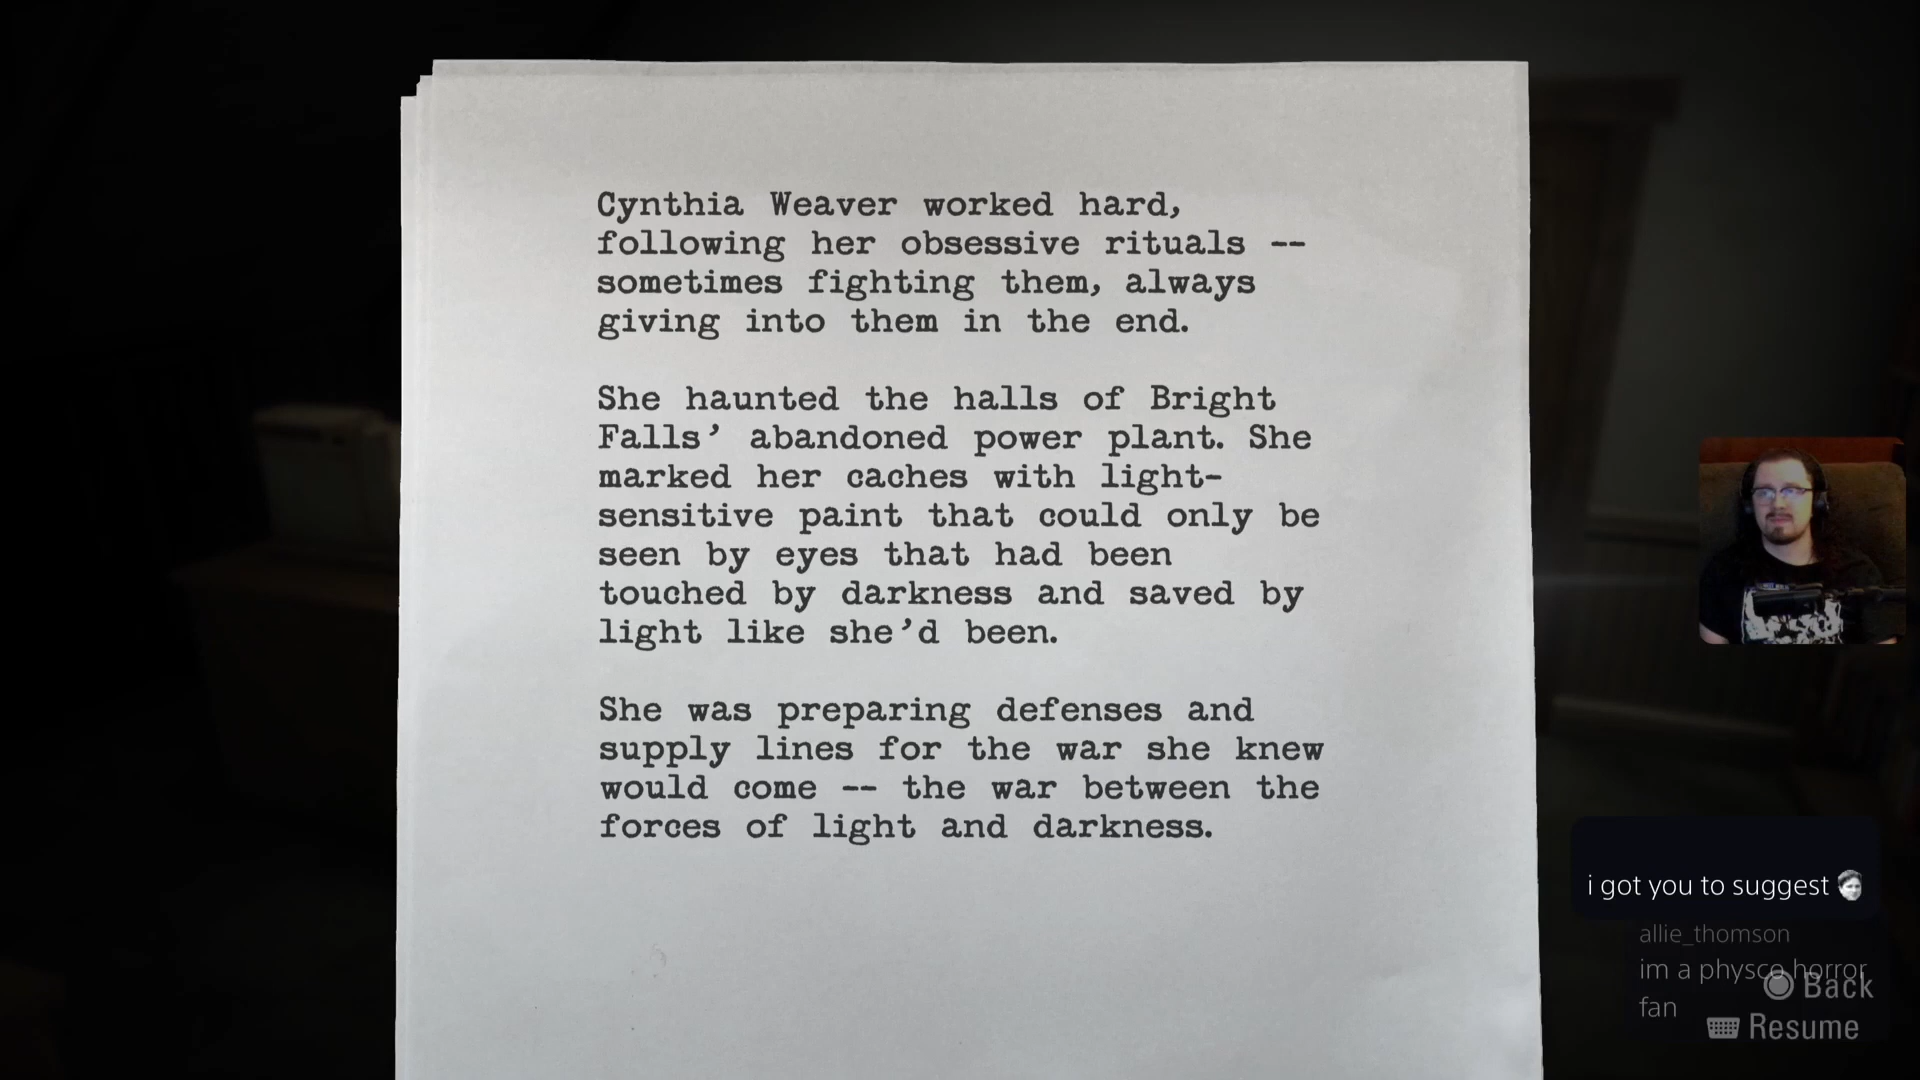 Cynthia Weaver worked hard,
following her obsessive rituals --
sometimes fighting them, always
giving into them in the end.
She haunted the halls of Bright
Falls’ abandoned power plant. She
marked her caches with light-
sensitive paint that could only be
seen by eyes that had been
touched by darkness and saved by
light like she’d been.
She was preparing defenses and
supply lines for the war she knew
would come -- the war between the
forces of light and darkness.
i got you to suggest
allie_thomson
im a physco horror
fan
Back
Resume